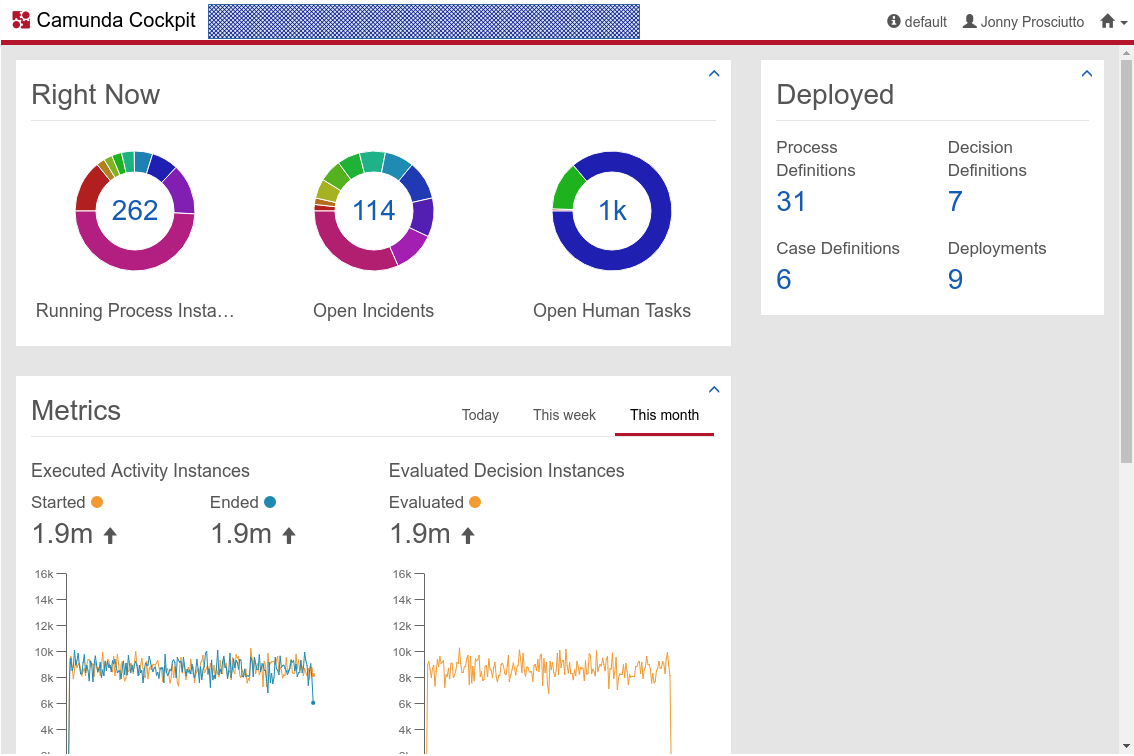 Camunda Cockpit
default Jonny Prosciutto
Right Now
262 114 1k
Running Process Insta… Open Incidents Open Human Tasks
Deployed
Process Definitions
31
Decision Definitions
7
Case Definitions
6
Deployments
9
Metrics
Today This week This month
Executed Activity Instances
Started Ended
1.9m 1.9m
16k
14k
12k
10k
8k
6k
4k
Evaluated Decision Instances
Evaluated
1.9m
16k
14k
12k
10k
8k
6k
4k